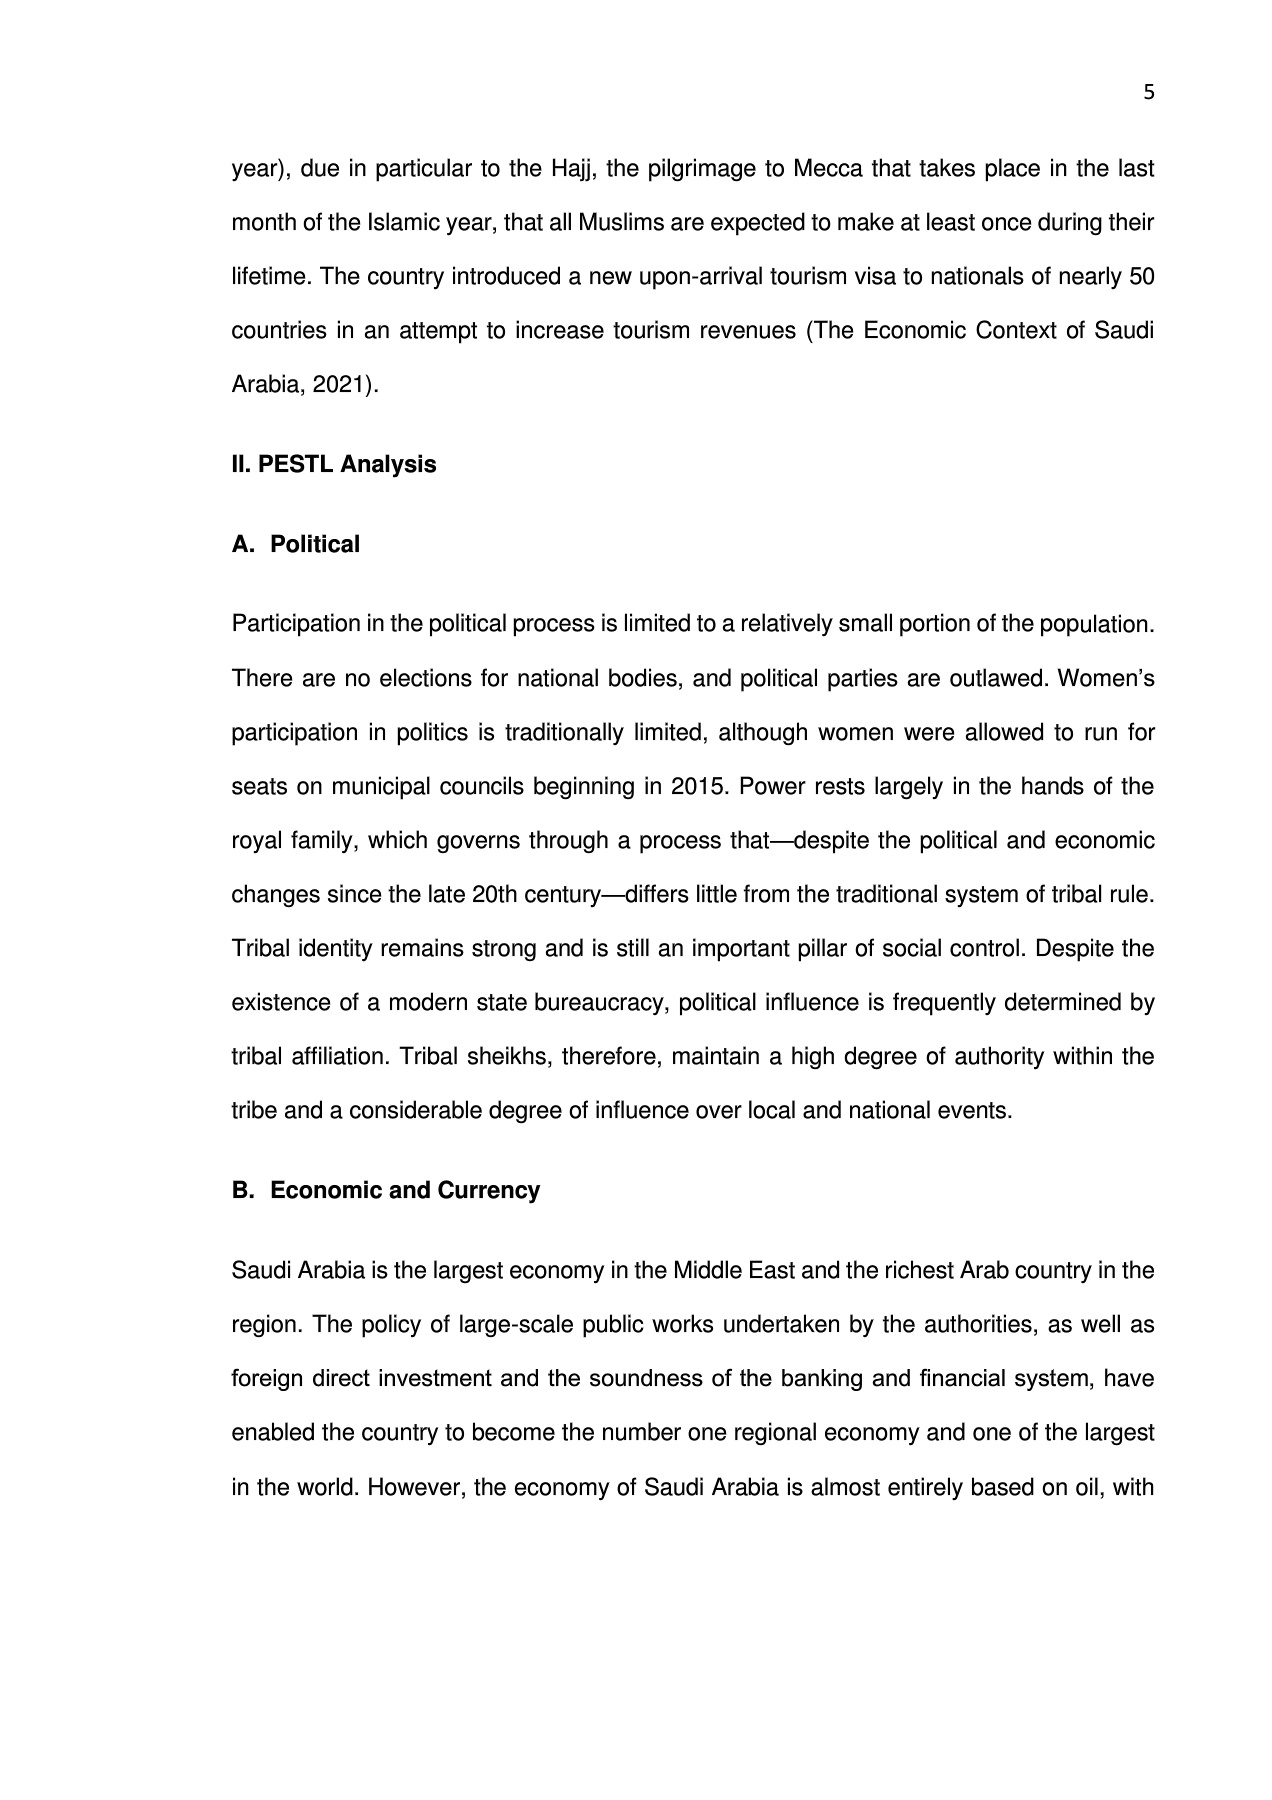 5
year), due in particular to the Hajj, the pilgrimage to Mecca that takes place in the last
month of the Islamic year, that all Muslims are expected to make at least once during their
lifetime. The country introduced a new upon-arrival tourism visa to nationals of nearly 50
countries in an attempt to increase tourism revenues (The Economic Context of Saudi
Arabia, 2021).
II. PESTL Analysis
A. Political
Participation in the political process is limited to a relatively small portion of the population.
There are no elections for national bodies, and political parties are outlawed. Women’s
participation in politics is traditionally limited, although women were allowed to run for
seats on municipal councils beginning in 2015. Power rests largely in the hands of the
royal family, which governs through a process that—despite the political and economic
changes since the late 20th century—differs little from the traditional system of tribal rule.
Tribal identity remains strong and is still an important pillar of social control. Despite the
existence of a modern state bureaucracy, political influence is frequently determined by
tribal affiliation. Tribal sheikhs, therefore, maintain a high degree of authority within the
tribe and a considerable degree of influence over local and national events.
B. Economic and Currency
Saudi Arabia is the largest economy in the Middle East and the richest Arab country in the
region. The policy of large-scale public works undertaken by the authorities, as well as
foreign direct investment and the soundness of the banking and financial system, have
enabled the country to become the number one regional economy and one of the largest
in the world. However, the economy of Saudi Arabia is almost entirely based on oil, with